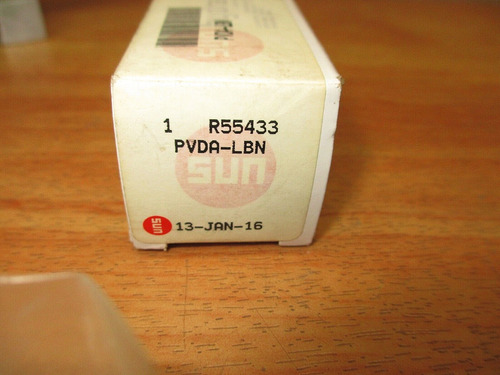 1 R55433
PVDA-LBN
sun
sun 13-JAN-16